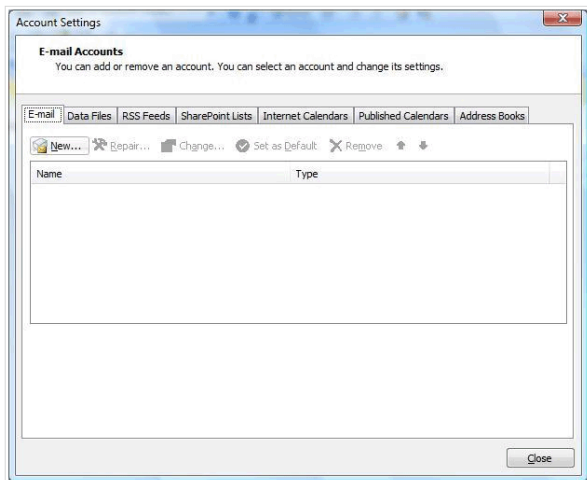 Account Settings
E-mail Accounts
You can add or remove an account. You can select an account and change its settings.
E-mail Data Files RSS Feeds SharePoint Lists Internet Calendars Published Calendars Address Books
New... Repair... Change... Set as Default Remove
Name Type
Close